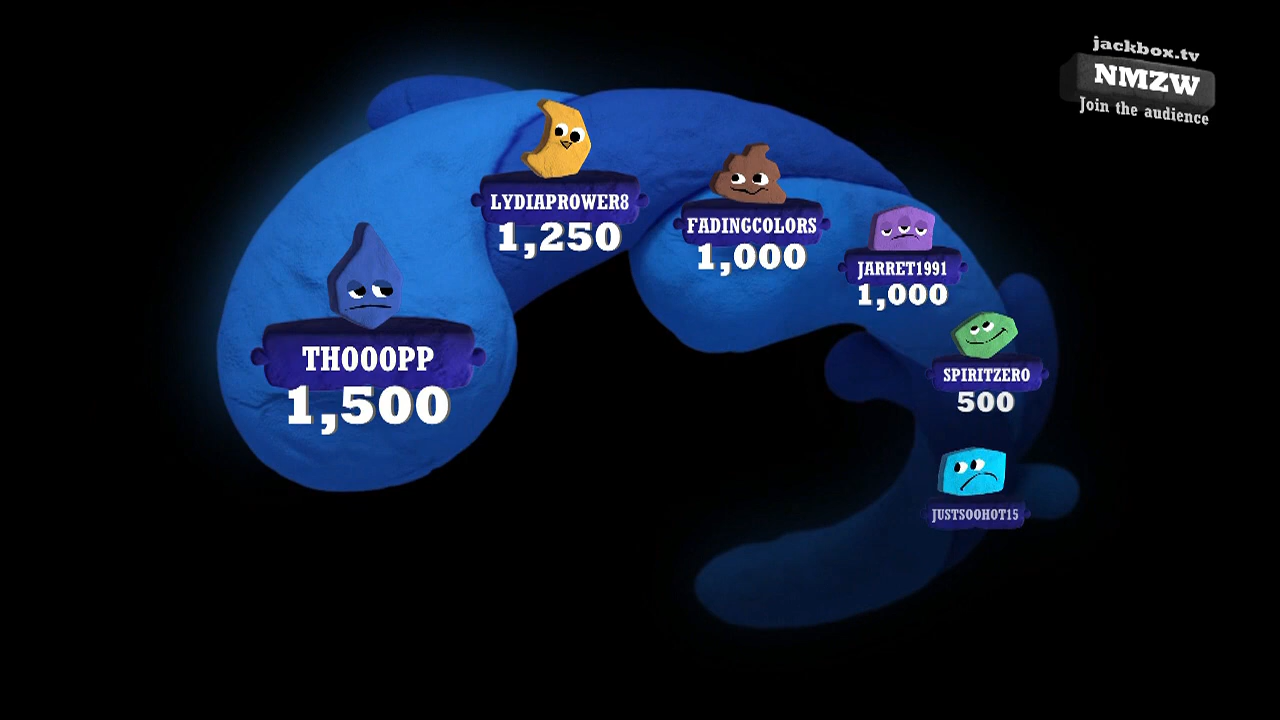 jackbox.tv
NMZW
Join the audience
LYDIAPROWER8
1,250
FADINGCOLORS
1,000
JARRET1991
1,000
THOOOPP
1,500
SPIRITZERO
500
JUSTSOOHOT15